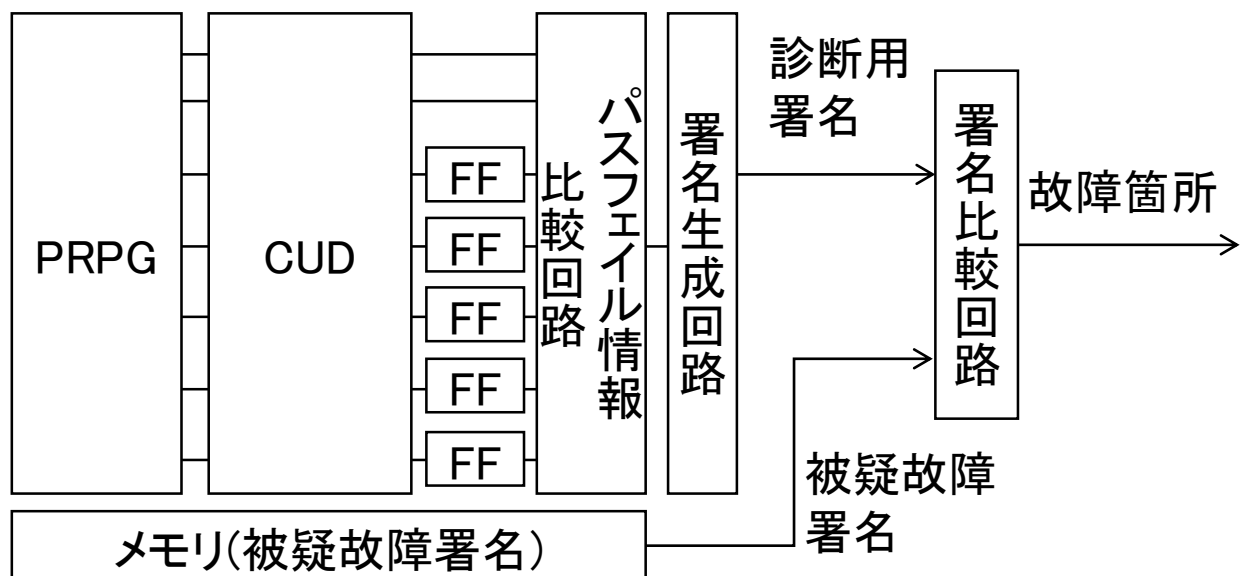 PRPG
CUD
FF
FF
FF
FF
FF
パスフェイル情報
比較回路
署名生成回路
診断用
署名
署名比較回路
故障箇所
被疑故障
署名
メモリ(被疑故障署名)